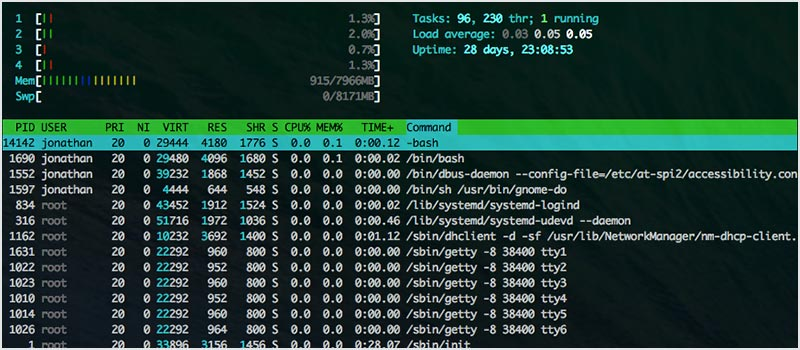 1 [|| 1.3%] Tasks: 96, 230 thr; 1 running
2 [|| 2.0%] Load average: 0.03 0.05 0.05
3 [| 0.7%] Uptime: 28 days, 23:08:53
4 [|| 1.3%]
Mem[|||||||||||||||| 915/7966MB]
Swp[ 0/8171MB]
PID USER PRI NI VIRT RES SHR S CPU% MEM% TIME+ Command
14142 jonathan 20 0 29444 4180 1776 S 0.0 0.1 0:00.12 -bash
1690 jonathan 20 0 29480 4096 1680 S 0.0 0.1 0:00.02 /bin/bash
1552 jonathan 20 0 39232 1868 1452 S 0.0 0.0 0:00.00 /bin/dbus-daemon --config-file=/etc/at-spi2/accessibility.con
1597 jonathan 20 0 4444 644 548 S 0.0 0.0 0:00.00 /bin/sh /usr/bin/gnome-do
834 root 20 0 43452 1912 1524 S 0.0 0.0 0:00.02 /lib/systemd/systemd-logind
316 root 20 0 51716 1972 1036 S 0.0 0.0 0:00.46 /lib/systemd/systemd-udevd --daemon
1162 root 20 0 10232 3692 1400 S 0.0 0.0 0:01.12 /sbin/dhclient -d -sf /usr/lib/NetworkManager/nm-dhcp-client.
1631 root 20 0 22292 960 800 S 0.0 0.0 0:00.00 /sbin/getty -8 38400 tty1
1022 root 20 0 22292 952 800 S 0.0 0.0 0:00.00 /sbin/getty -8 38400 tty2
1023 root 20 0 22292 960 800 S 0.0 0.0 0:00.00 /sbin/getty -8 38400 tty3
1010 root 20 0 22292 952 800 S 0.0 0.0 0:00.00 /sbin/getty -8 38400 tty4
1014 root 20 0 22292 960 800 S 0.0 0.0 0:00.00 /sbin/getty -8 38400 tty5
1026 root 20 0 22292 964 800 S 0.0 0.0 0:00.00 /sbin/getty -8 38400 tty6
1 root 20 0 33896 3156 1456 S 0.0 0.0 0:28.07 /sbin/init